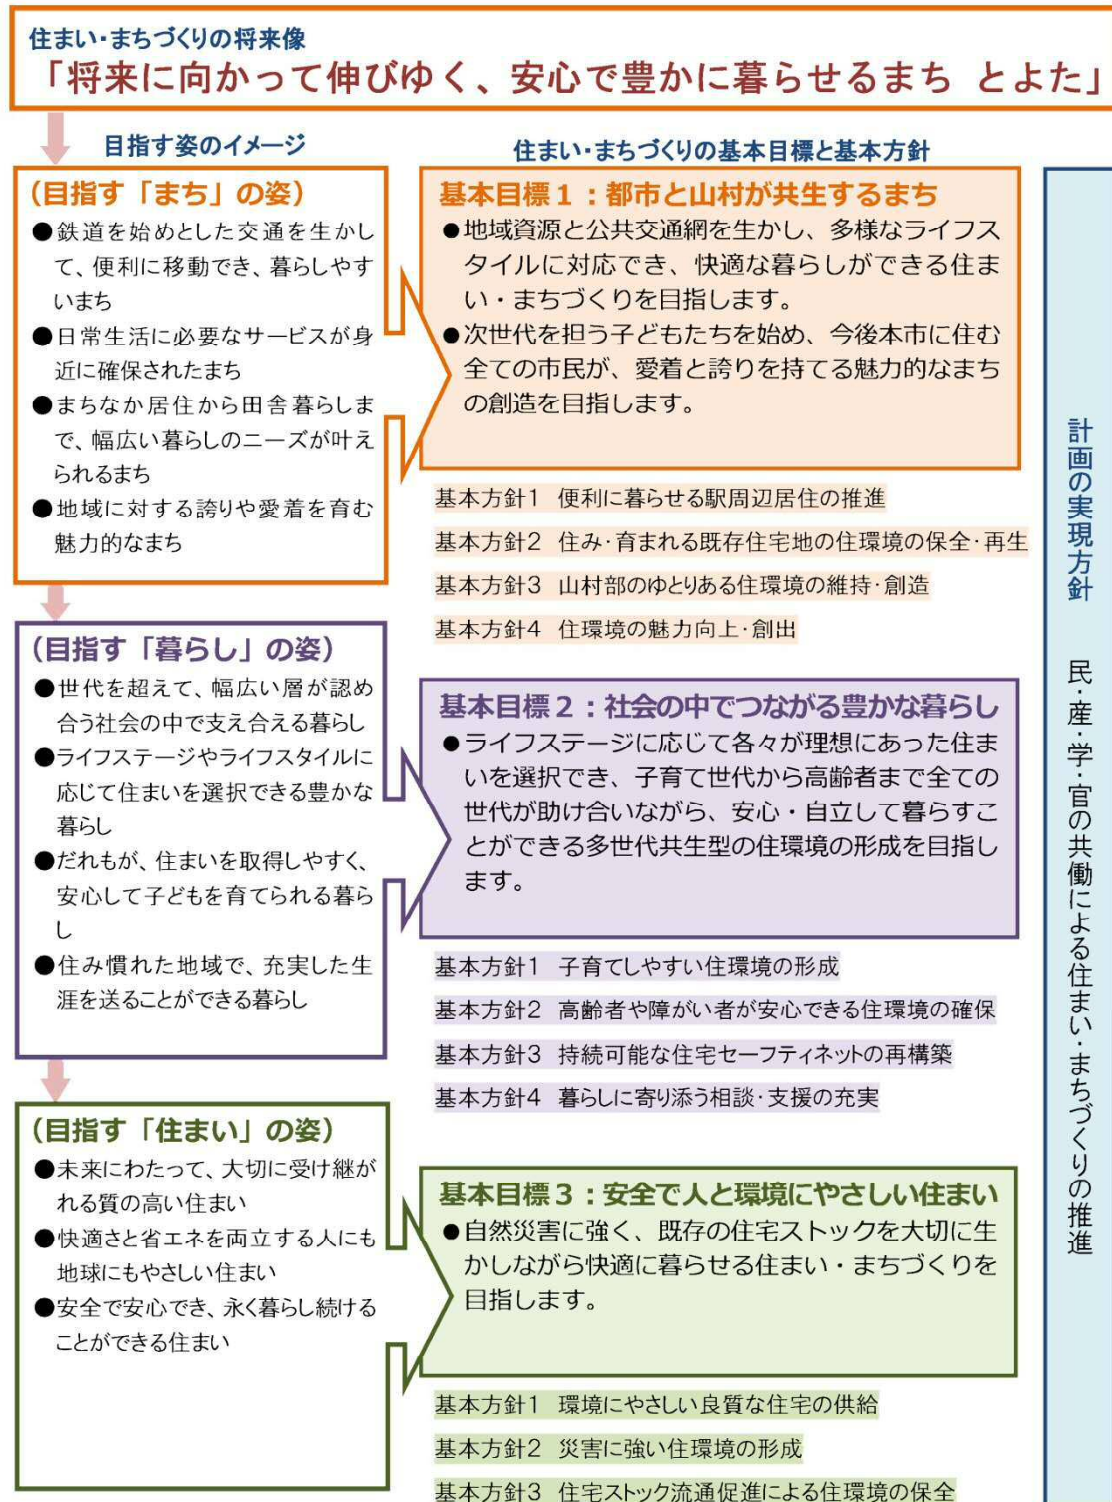 住まい・まちづくりの将来像
「将来に向かって伸びゆく、安心で豊かに暮らせるまち とよた」
目指す姿のイメージ
（目指す「まち」の姿）
●鉄道を始めとした交通を生かし
て、便利に移動でき、暮らしやす
いまち
●日常生活に必要なサービスが身
近に確保されたまち
●まちなか居住から田舎暮らしま
で、幅広い暮らしのニーズが叶え
られるまち
●地域に対する誇りや愛着を育む
魅力的なまち
住まい・まちづくりの基本目標と基本方針
基本目標１：都市と山村が共生するまち
●地域資源と公共交通網を生かし、多様なライフス
タイルに対応でき、快適な暮らしができる住ま
い・まちづくりを目指します。
●次世代を担う子どもたちを始め、今後本市に住む
全ての市民が、愛着と誇りを持てる魅力的なまち
の創造を目指します。
基本方針1 便利に暮らせる駅周辺居住の推進
基本方針2 住み・育まれる既存住宅地の住環境の保全・再生
基本方針3 山村部のゆとりある住環境の維持・創造
基本方針4 住環境の魅力向上・創出
（目指す「暮らし」の姿）
●世代を超えて、幅広い層が認め
合う社会の中で支え合える暮らし
●ライフステージやライフスタイルに
応じて住まいを選択できる豊かな
暮らし
●だれもが、住まいを取得しやすく、
安心して子どもを育てられる暮ら
し
●住み慣れた地域で、充実した生
涯を送ることができる暮らし
基本目標２：社会の中でつながる豊かな暮らし
●ライフステージに応じて各々が理想にあった住ま
いを選択でき、子育て世代から高齢者まで全ての
世代が助け合いながら、安心・自立して暮らすこ
とができる多世代共生型の住環境の形成を目指し
ます。
基本方針1 子育てしやすい住環境の形成
基本方針2 高齢者や障がい者が安心できる住環境の確保
基本方針3 持続可能な住宅セーフティネットの再構築
基本方針4 暮らしに寄り添う相談・支援の充実
（目指す「住まい」の姿）
●未来にわたって、大切に受け継が
れる質の高い住まい
●快適さと省エネを両立する人にも
地球にもやさしい住まい
●安全で安心でき、永く暮らし続ける
ことができる住まい
基本目標３：安全で人と環境にやさしい住まい
●自然災害に強く、既存の住宅ストックを大切に生
かしながら快適に暮らせる住まい・まちづくりを
目指します。
基本方針1 環境にやさしい良質な住宅の供給
基本方針2 災害に強い住環境の形成
基本方針3 住宅ストック流通促進による住環境の保全
計画の実現方針 民・産・学・官の共働による住まい・まちづくりの推進